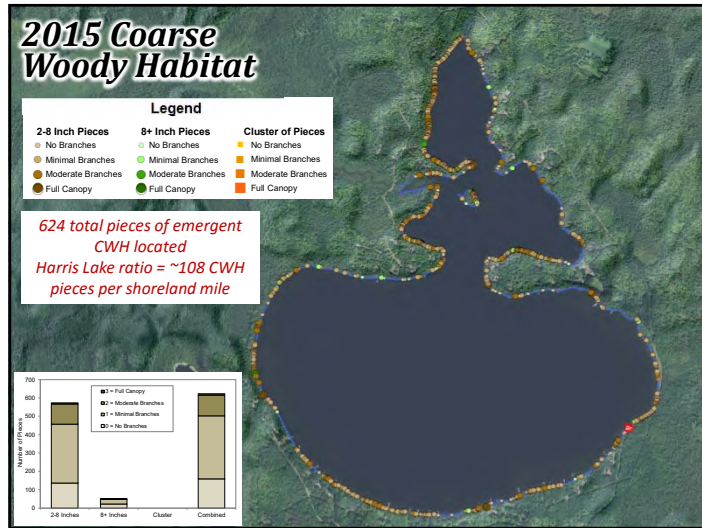 2015 Coarse
Woody Habitat
Legend
2-8 Inch Pieces
No Branches
Minimal Branches
Moderate Branches
Full Canopy
8+ Inch Pieces
No Branches
Minimal Branches
Moderate Branches
Full Canopy
Cluster of Pieces
No Branches
Minimal Branches
Moderate Branches
Full Canopy
624 total pieces of emergent
CWH located
Harris Lake ratio = ~108 CWH
pieces per shoreland mile
Number of Pieces
700
600
500
400
300
200
100
0
3 = Full Canopy
2 = Moderate Branches
1 = Minimal Branches
0 = No Branches
2-8 Inches
8+ Inches
Cluster
Combined